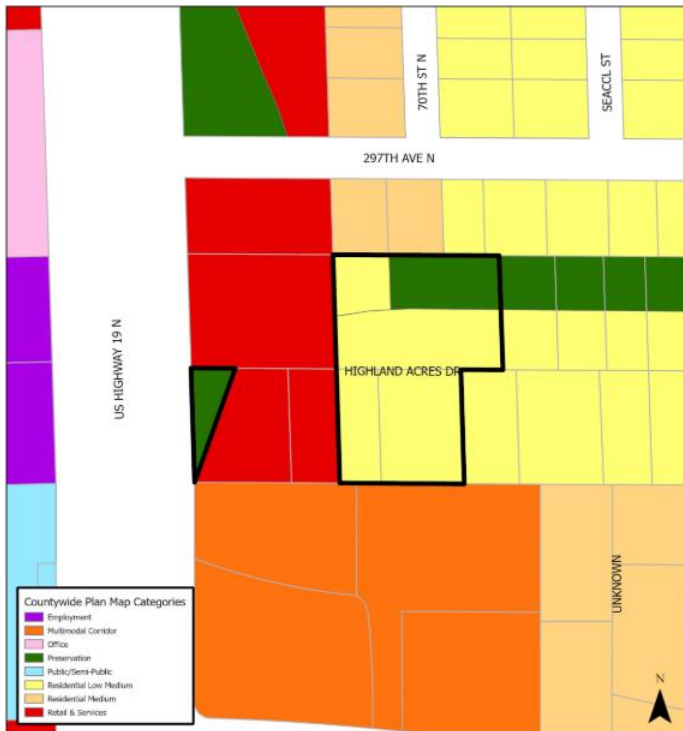 70TH ST N
SEACCL ST
297TH AVE N
US HIGHWAY 19 N
HIGHLAND ACRES DR
UNKNOWN
Countywide Plan Map Categories
Employment
Multimodal Corridor
Office
Preservation
Public/Semi-Public
Residential Low Medium
Residential Medium
Retail & Services
N